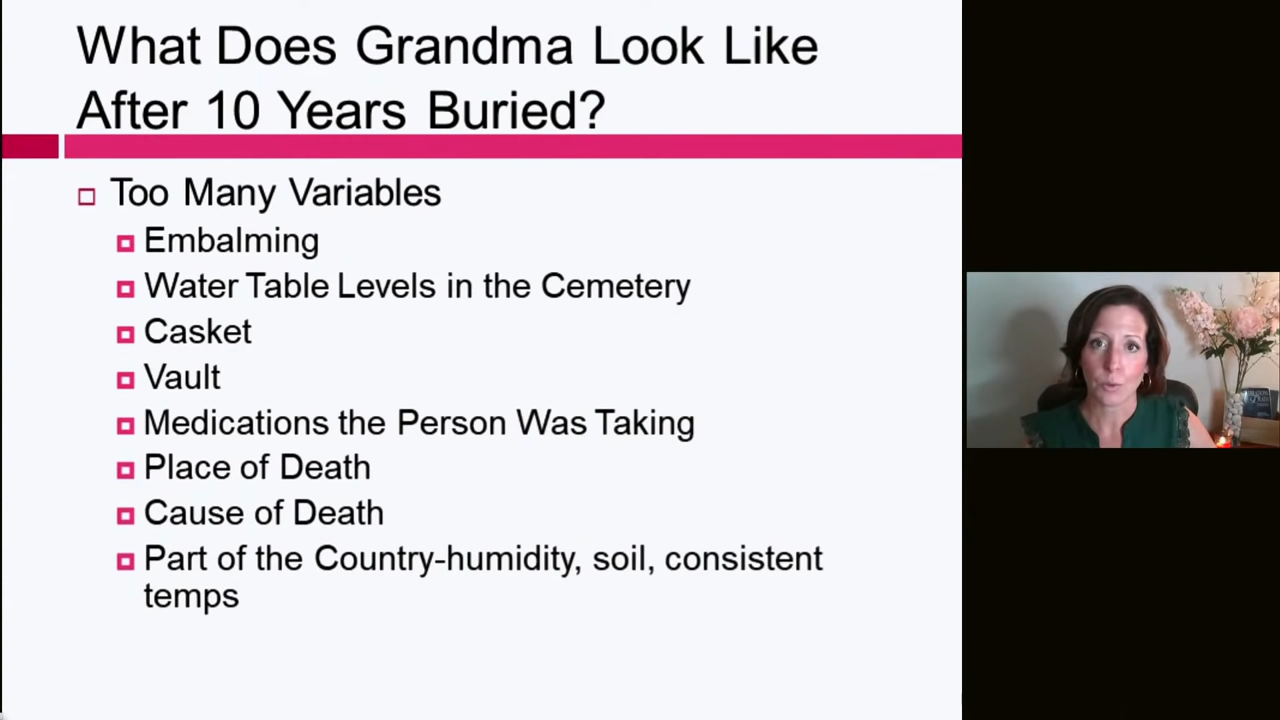 What Does Grandma Look Like
After 10 Years Buried?
Too Many Variables
Embalming
Water Table Levels in the Cemetery
Casket
Vault
Medications the Person Was Taking
Place of Death
Cause of Death
Part of the Country-humidity, soil, consistent
temps